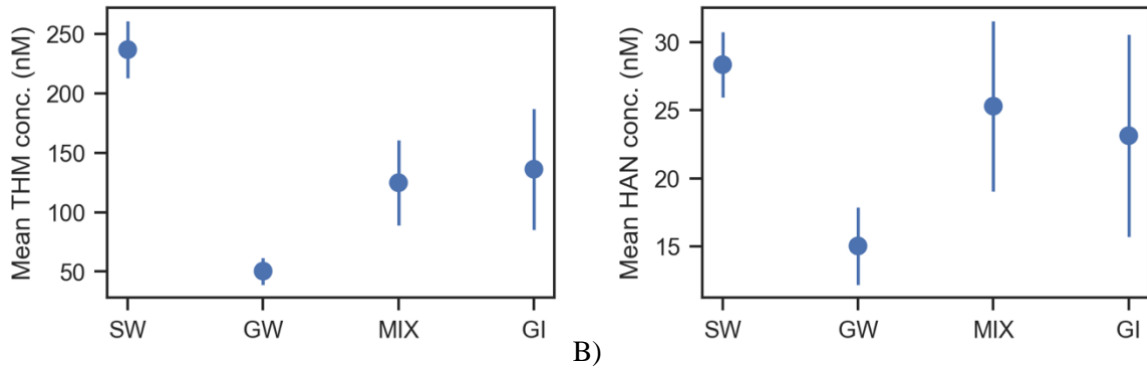 Mean THM conc. (nM)
250
200
150
100
50
SW GW MIX GI
B)
Mean HAN conc. (nM)
30
25
20
15
SW GW MIX GI